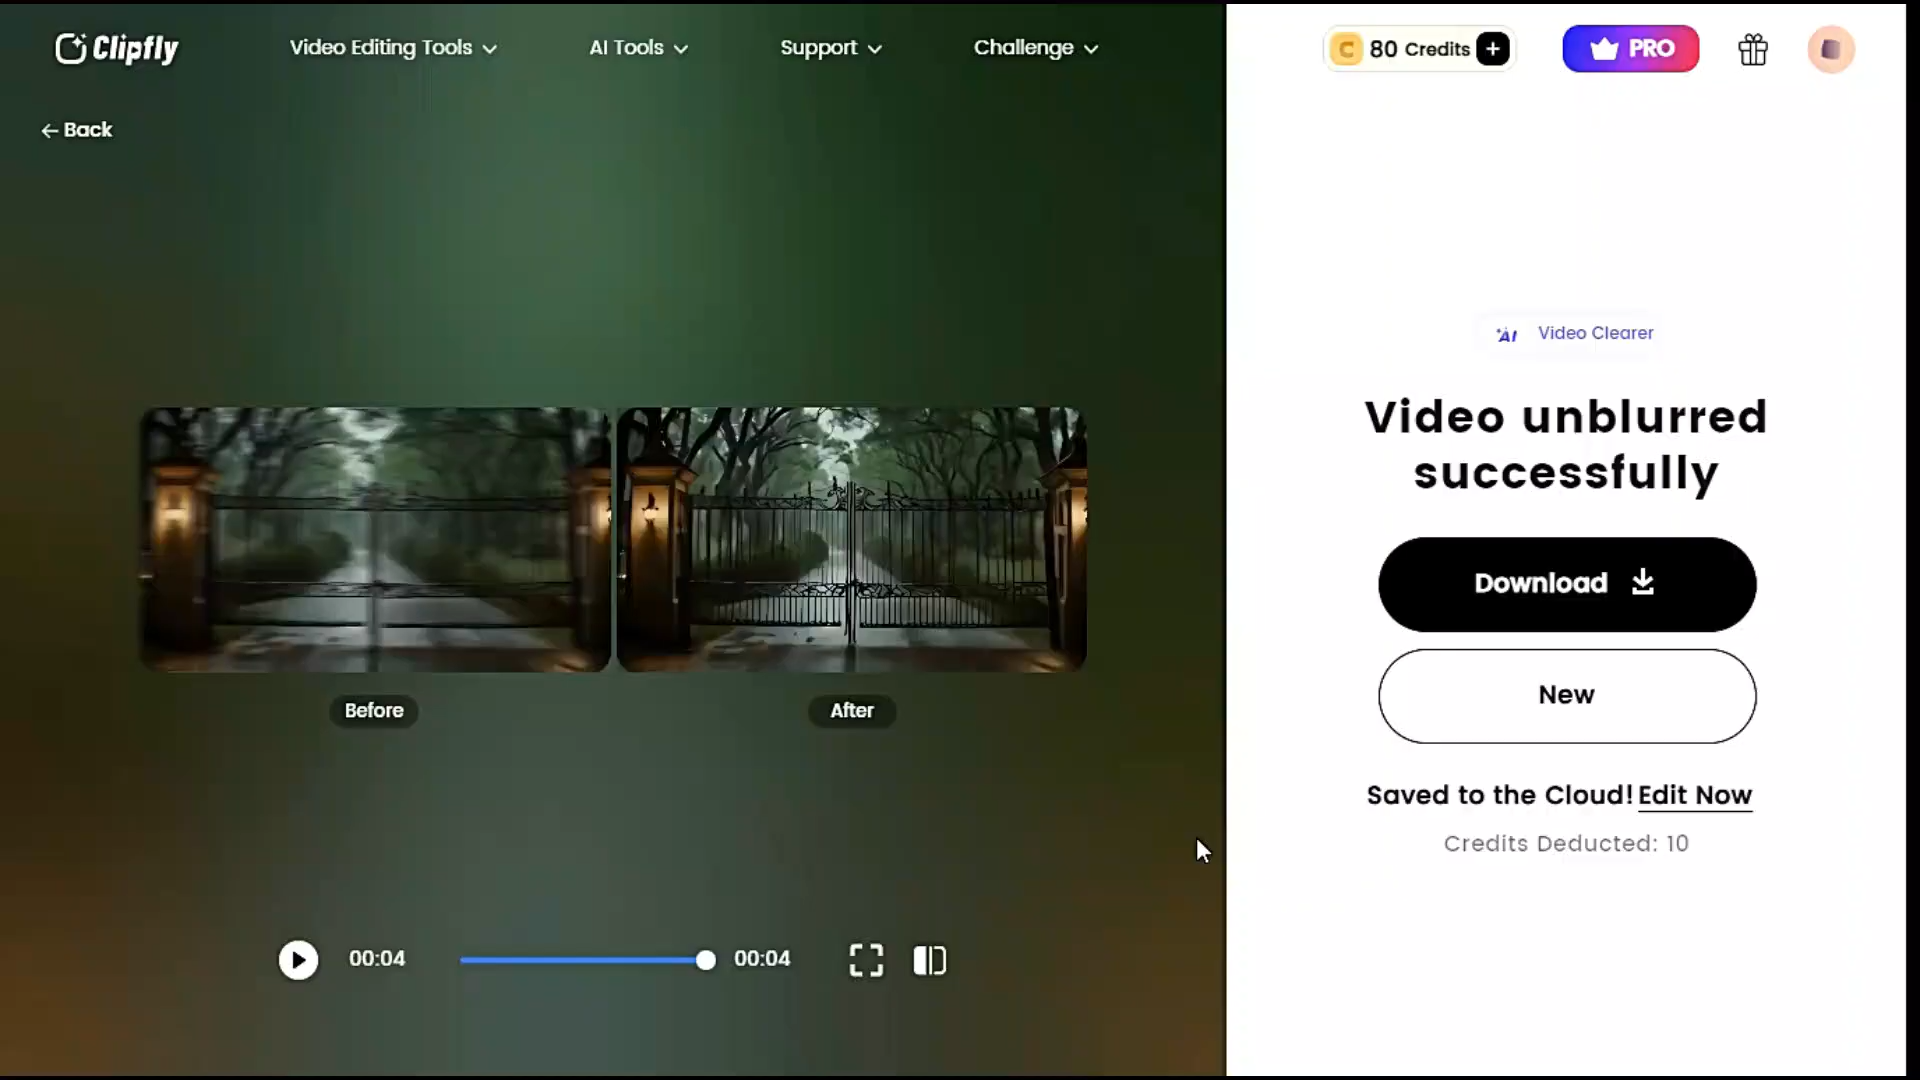 Clipfly
Video Editing Tools
AI Tools
Support
Challenge
C 80 Credits +
PRO
← Back
AI Video Clearer
Video unblurred
successfully
Download
New
Before
After
Saved to the Cloud! Edit Now
Credits Deducted: 10
00:04
00:04